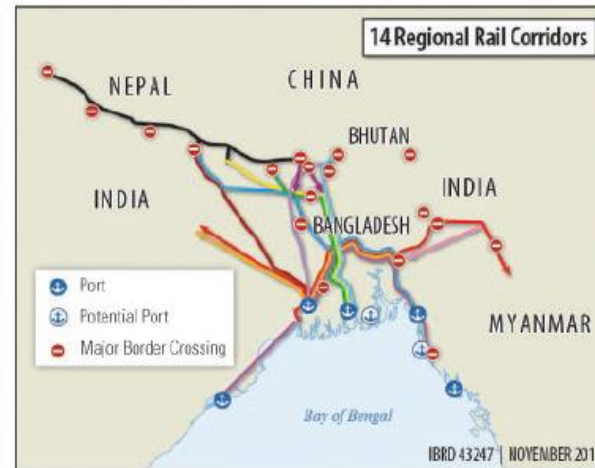 14 Regional Rail Corridors
NEPAL
CHINA
BHUTAN
INDIA
INDIA
BANGLADESH
Port
Potential Port
Major Border Crossing
MYANMAR
Bay of Bengal
IBRD 43247 | NOVEMBER 201